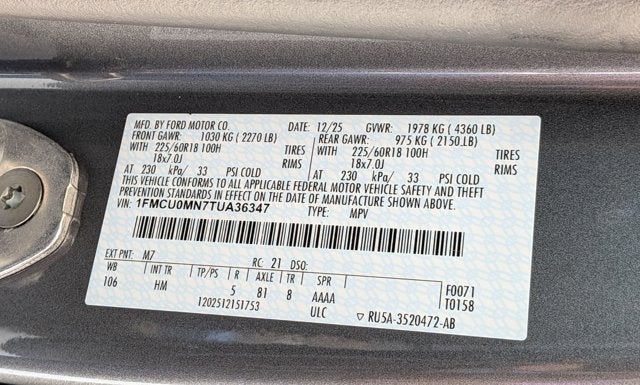 MFD. BY FORD MOTOR CO. DATE: 12/25 GVWR: 1978 KG ( 4360 LB)
FRONT GAWR: 1030 KG ( 2270 LB) REAR GAWR: 975 KG ( 2150 LB)
WITH 225/60R18 100H TIRES WITH 225/60R18 100H TIRES
18x7.0J RIMS 18x7.0J RIMS
AT 230 kPa/ 33 PSI COLD AT 230 kPa/ 33 PSI COLD
THIS VEHICLE CONFORMS TO ALL APPLICABLE FEDERAL MOTOR VEHICLE SAFETY AND THEFT
PREVENTION STANDARDS IN EFFECT ON THE DATE OF MANUFACTURE SHOWN ABOVE.
VIN: 1FMCU0MN7TUA36347 TYPE: MPV
EXT PNT: M7 RC: 21 DSO:
WB INT TR TP/PS R AXLE TR SPR F0071
106 HM 5 81 8 AAAA T0158
1202512151753 ULC ▽ RU5A-3520472-AB